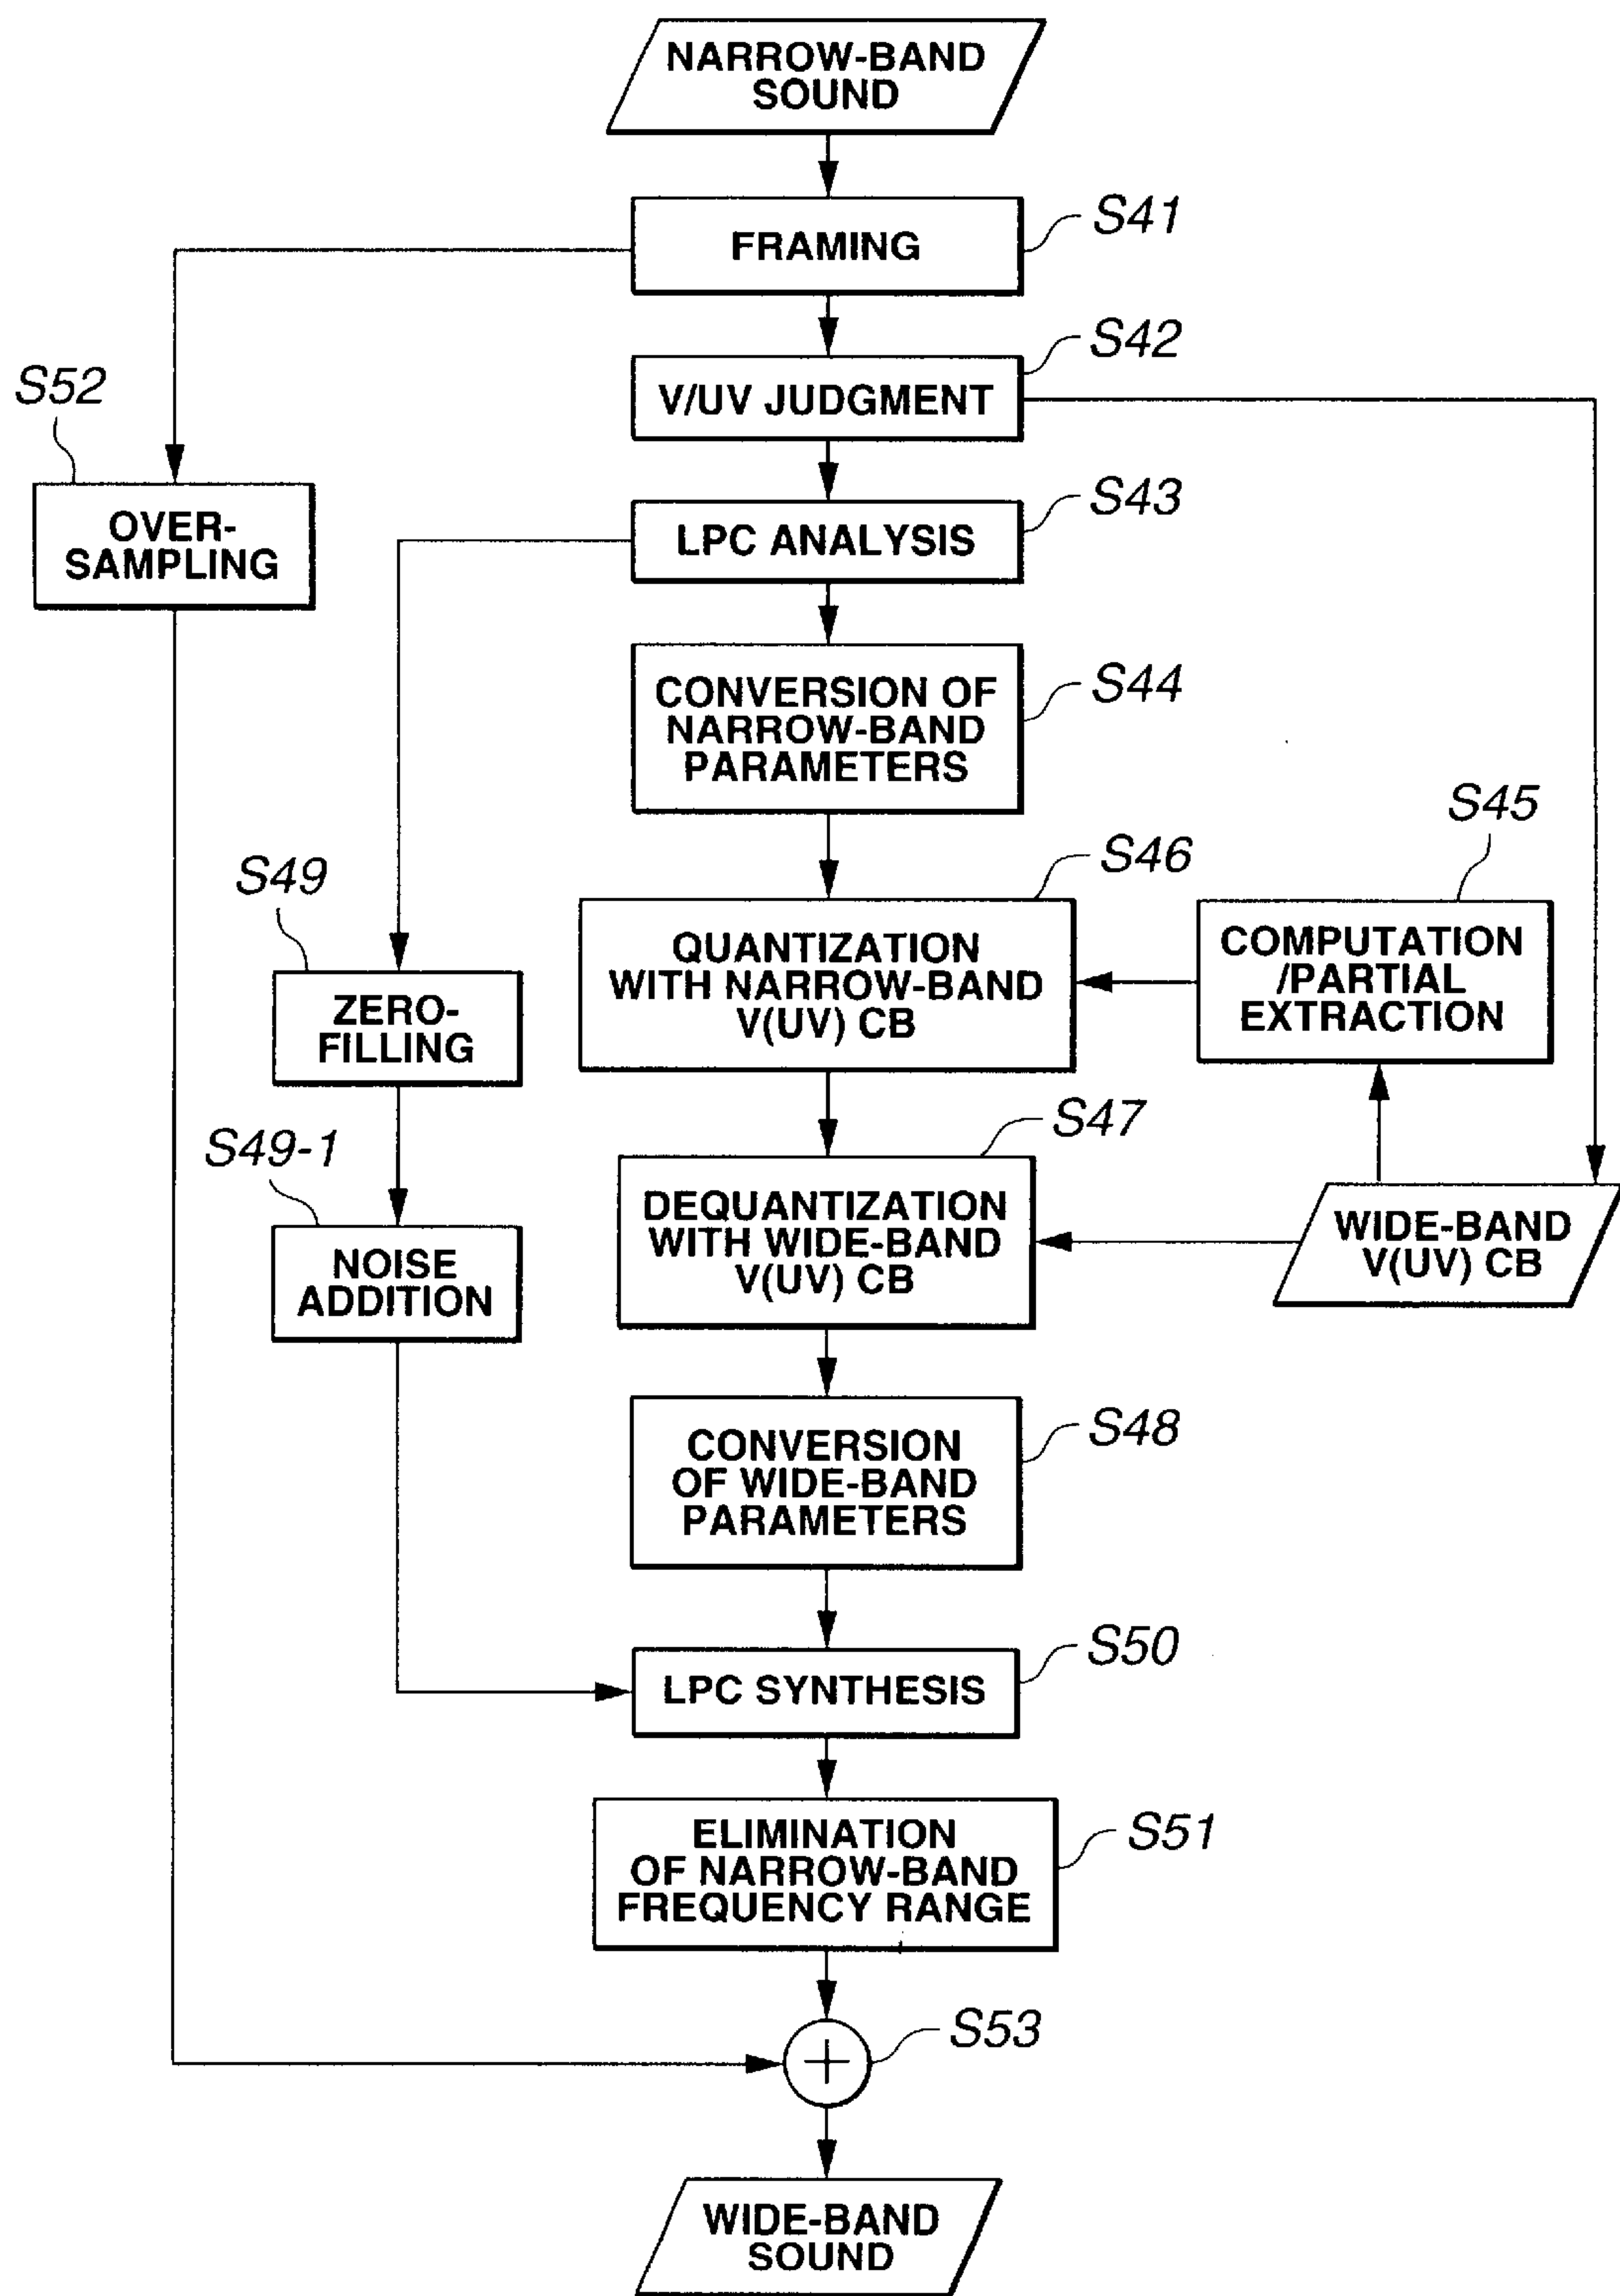 NARROW-BAND
SOUND
FRAMING
S41
V/UV JUDGMENT
S42
S52
OVER-
SAMPLING
LPC ANALYSIS
S43
CONVERSION OF
NARROW-BAND
PARAMETERS
S44
S45
COMPUTATION
/PARTIAL
EXTRACTION
S46
QUANTIZATION
WITH NARROW-BAND
V(UV) CB
S49
ZERO-
FILLING
S47
DEQUANTIZATION
WITH WIDE-BAND
V(UV) CB
WIDE-BAND
V(UV) CB
S49-1
NOISE
ADDITION
S48
CONVERSION
OF WIDE-BAND
PARAMETERS
S50
LPC SYNTHESIS
S51
ELIMINATION
OF NARROW-BAND
FREQUENCY RANGE
S53
+
WIDE-BAND
SOUND